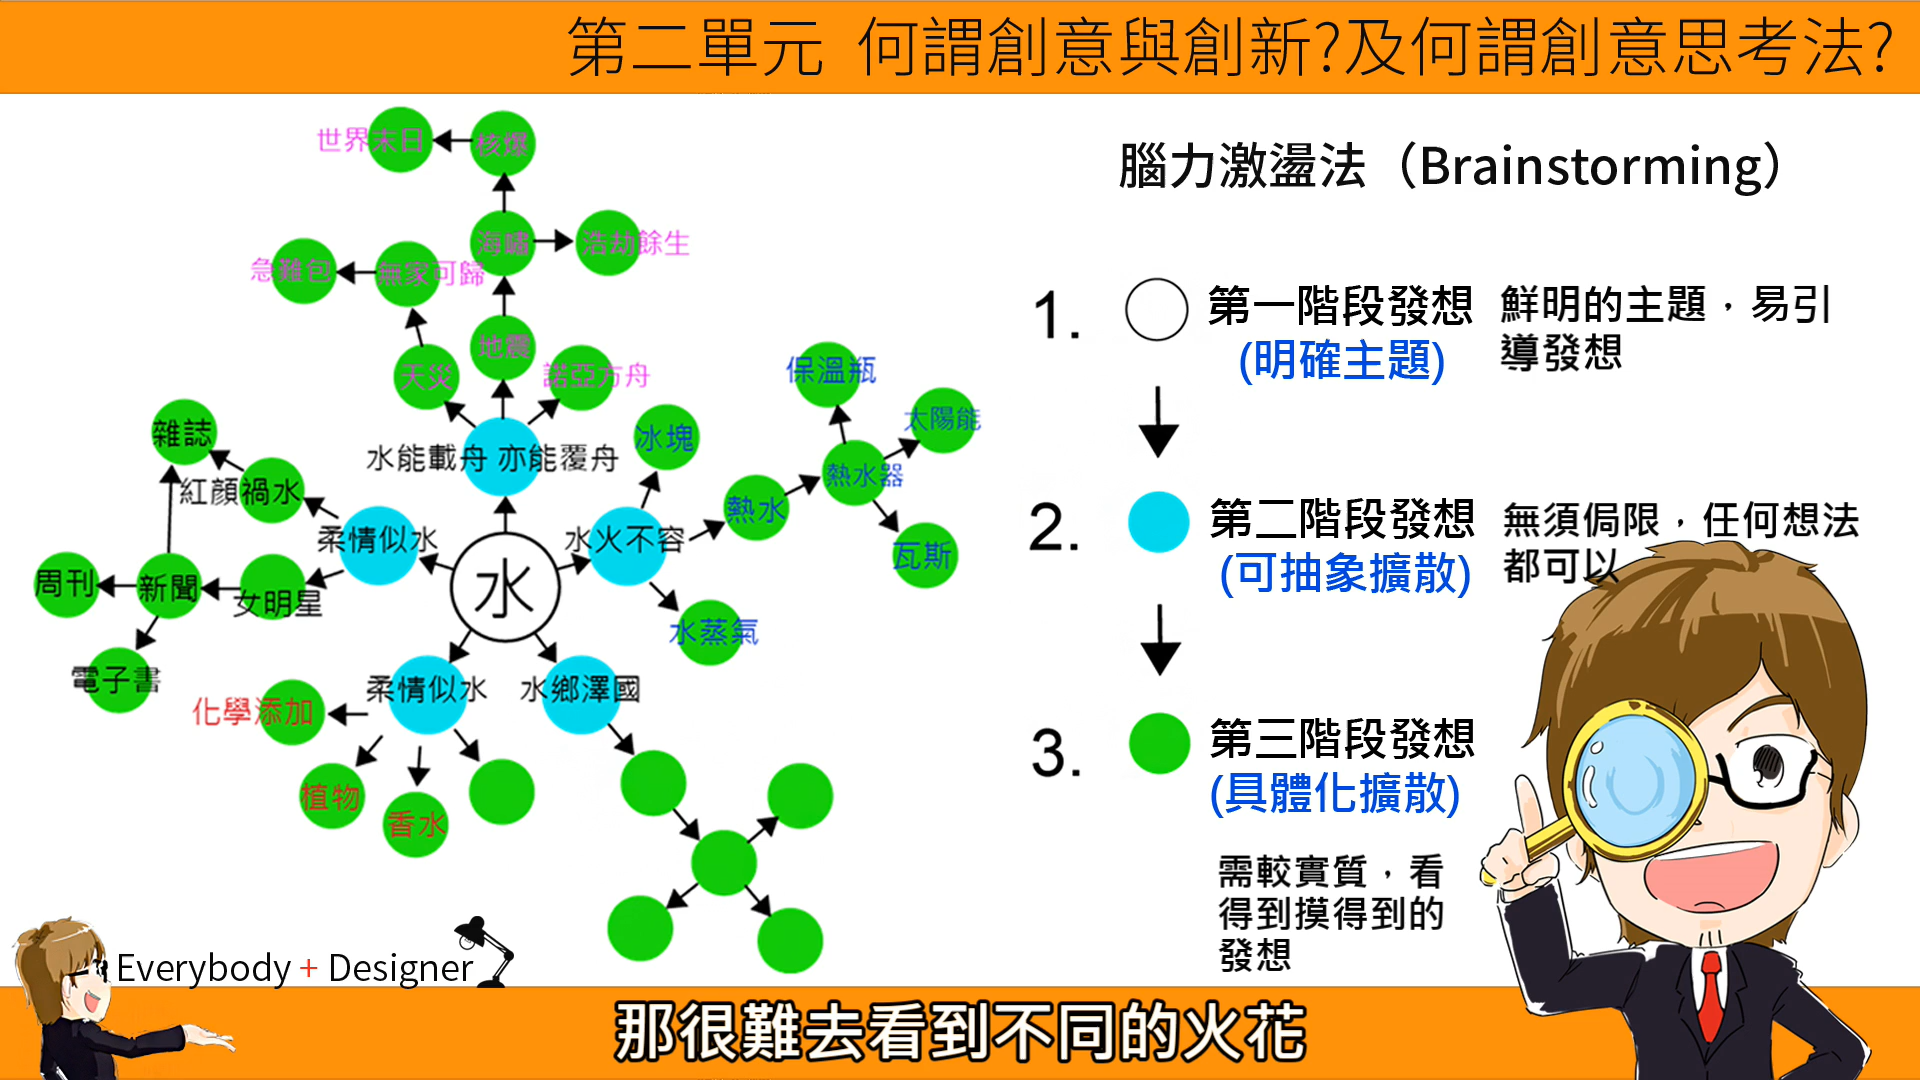 第二單元 何謂創意與創新?及何謂創意思考法?
世界末日
核爆
海嘯
浩劫餘生
急難包
無家可歸
地震
天災
諾亞方舟
水能載舟 亦能覆舟
冰塊
保溫瓶
太陽能
熱水器
熱水
瓦斯
水火不容
水蒸氣
雜誌
紅顏禍水
柔情似水
周刊
新聞
女明星
電子書
水
柔情似水
水鄉澤國
化學添加
植物
香水
腦力激盪法（Brainstorming）
1. 第一階段發想 鮮明的主題，易引
(明確主題) 導發想
2. 第二階段發想 無須侷限，任何想法
(可抽象擴散) 都可以
3. 第三階段發想
(具體化擴散)
需較實質，看
得到摸得到的
發想
Everybody + Designer
那很難去看到不同的火花